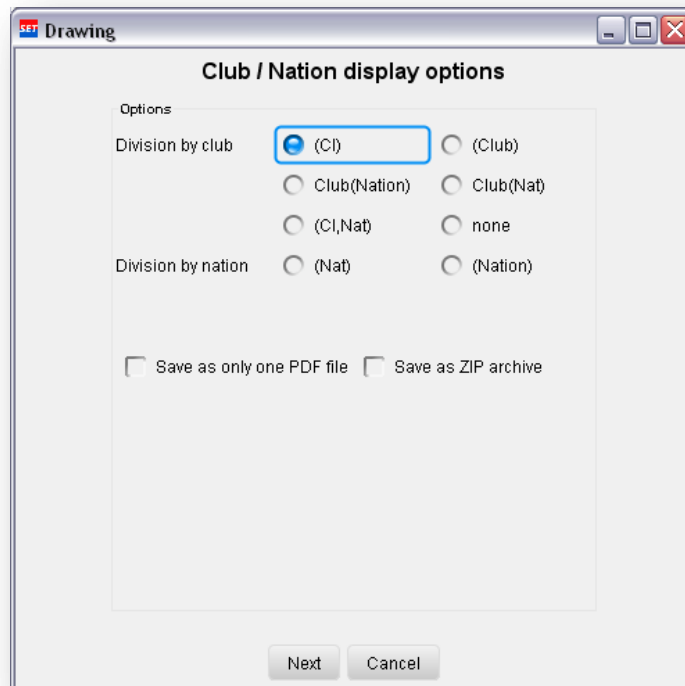 SET Drawing
Club / Nation display options
Options
Division by club (Cl) (Club)
Club(Nation) Club(Nat)
(Cl,Nat) none
Division by nation (Nat) (Nation)
Save as only one PDF file Save as ZIP archive
Next Cancel